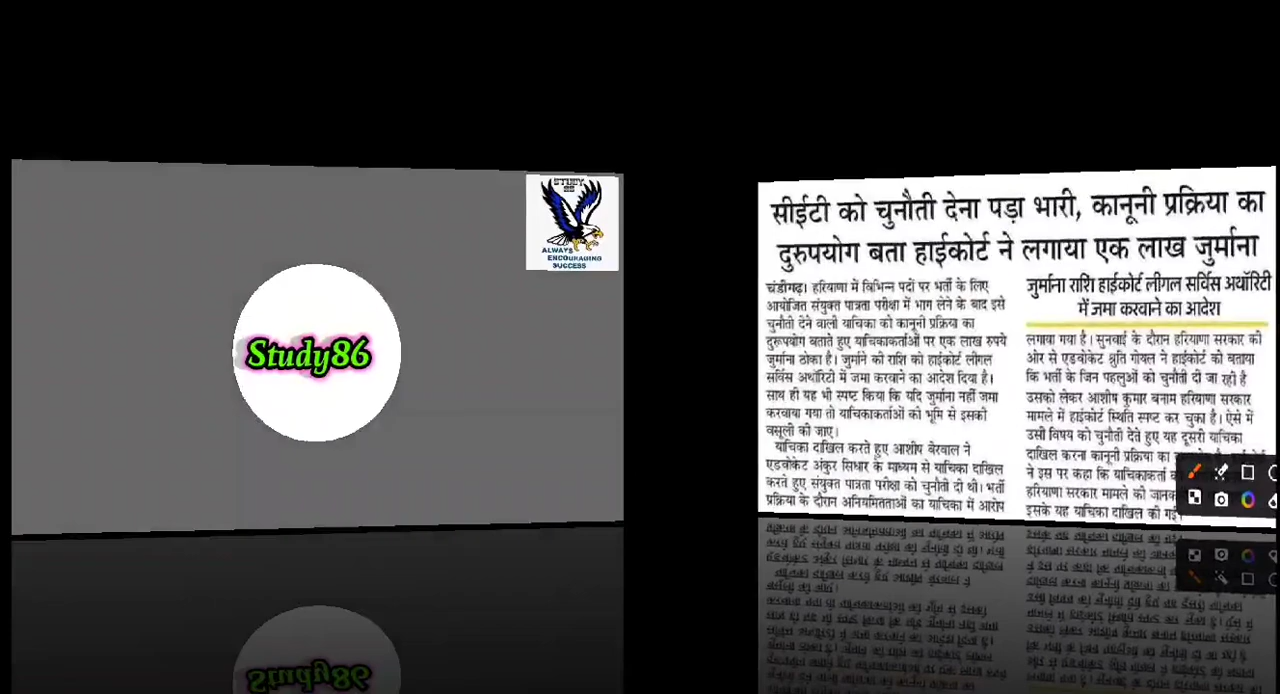 STUDY
86
ALWAYS
ENCOURAGING
SUCCESS
Study86
सीईटी को चुनौती देना पड़ा भारी, कानूनी प्रक्रिया का
दुरुपयोग बता हाईकोर्ट ने लगाया एक लाख जुर्माना
चंडीगढ़। हरियाणा में विभिन्न पदों पर भर्ती के लिए
आयोजित संयुक्त पात्रता परीक्षा में भाग लेने के बाद इसे
चुनौती देने वाली याचिका को कानूनी प्रक्रिया का
दुरूपयोग बताते हुए याचिकाकर्ताओं पर एक लाख रुपये
जुर्माना ठोका है। जुर्माने की राशि को हाईकोर्ट लीगल
सर्विस अथॉरिटी में जमा करवाने का आदेश दिया है।
साथ ही यह भी स्पष्ट किया कि यदि जुर्माना नहीं जमा
करवाया गया तो याचिकाकर्ताओं को भूमि से इसकी
वसूली की जाए।
याचिका दाखिल करते हुए आशीष बेरवाल ने
एडवोकेट अंकुर सिधार के माध्यम से याचिका दाखिल
करते हुए संयुक्त पात्रता परीक्षा को चुनौती दी थी। भर्ती
प्रक्रिया के दौरान अनियमितताओं का याचिका में आरोप
जुर्माना राशि हाईकोर्ट लीगल सर्विस अथॉरिटी
में जमा करवाने का आदेश
लगाया गया है। सुनवाई के दौरान हरियाणा सरकार की
ओर से एडवोकेट श्रुति गोयल ने हाईकोर्ट को बताया
कि भर्ती के जिन पहलुओं को चुनौती दी जा रही है
उसको लेकर आशीष कुमार बनाम हरियाणा सरकार
मामले में हाईकोर्ट स्थिति स्पष्ट कर चुका है। ऐसे में
उसी विषय को चुनौती देते हुए यह दूसरी याचिका
दाखिल करना कानूनी प्रक्रिया का
ने इस पर कहा कि याचिकाकर्ता
हरियाणा सरकार मामले की
इसके यह याचिका दाखिल की गई